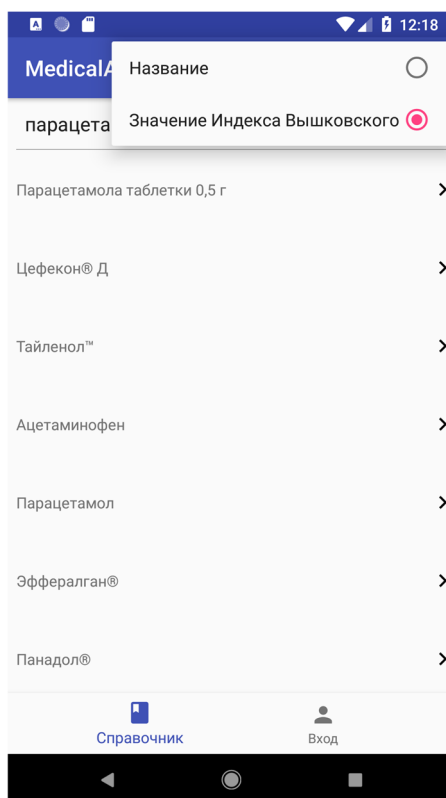 12:18
MedicalA
Название
парацета
Значение Индекса Вышковского
Парацетамола таблетки 0,5 г
Цефекон® Д
Тайленол™
Ацетаминофен
Парацетамол
Эффералган®
Панадол®
Справочник
Вход